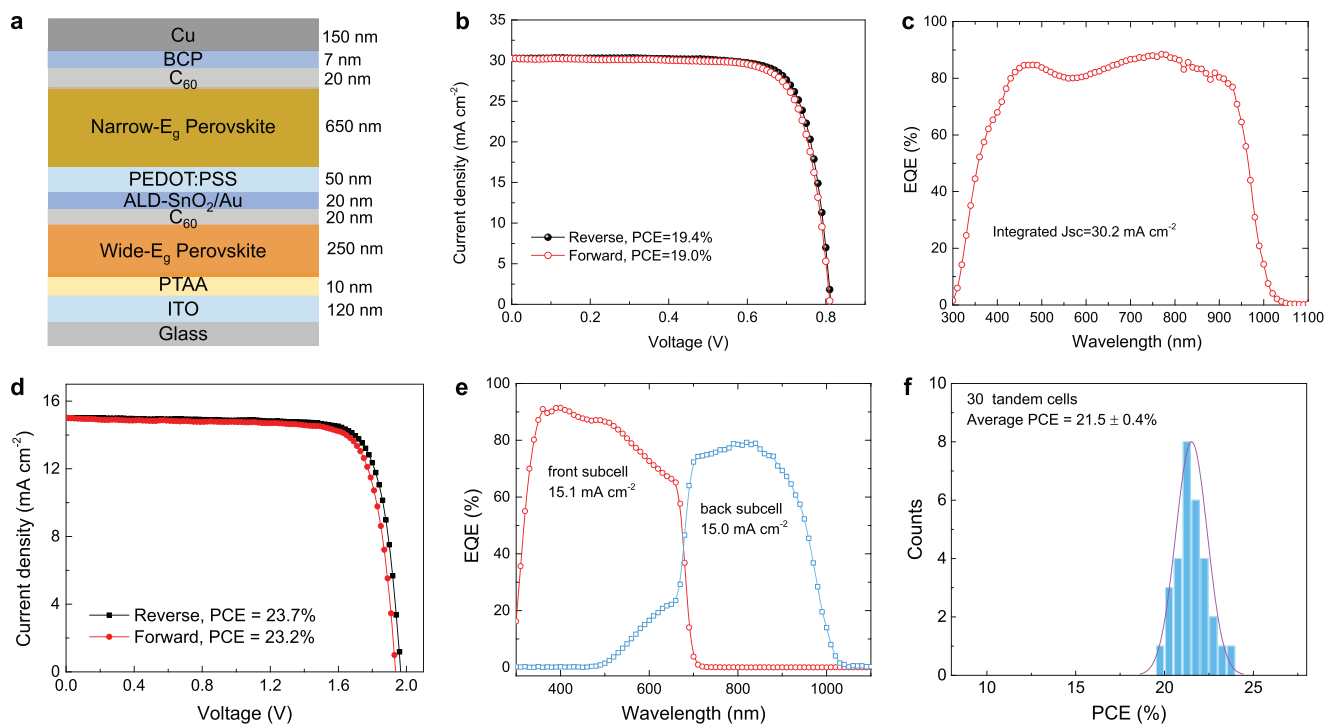 a
Cu
150 nm
BCP
7 nm
C60
20 nm
Narrow-Eg Perovskite
650 nm
PEDOT:PSS
50 nm
ALD-SnO2/Au
20 nm
C60
20 nm
Wide-Eg Perovskite
250 nm
PTAA
10 nm
ITO
120 nm
Glass
b
Current density (mA cm-2)
35
30
25
20
15
10
5
0
Reverse, PCE=19.4%
Forward, PCE=19.0%
0.0 0.2 0.4 0.6 0.8
Voltage (V)
c
EQE (%)
100
80
60
40
20
0
Integrated Jsc=30.2 mA cm-2
300 400 500 600 700 800 900 1000 1100
Wavelength (nm)
d
Current density (mA cm-2)
16
12
8
4
0
Reverse, PCE = 23.7%
Forward, PCE = 23.2%
0.0 0.4 0.8 1.2 1.6 2.0
Voltage (V)
e
EQE (%)
100
80
60
40
20
0
front subcell
15.1 mA cm-2
back subcell
15.0 mA cm-2
400 600 800 1000
Wavelength (nm)
f
Counts
10
8
6
4
2
0
30 tandem cells
Average PCE = 21.5 ± 0.4%
10 15 20 25
PCE (%)